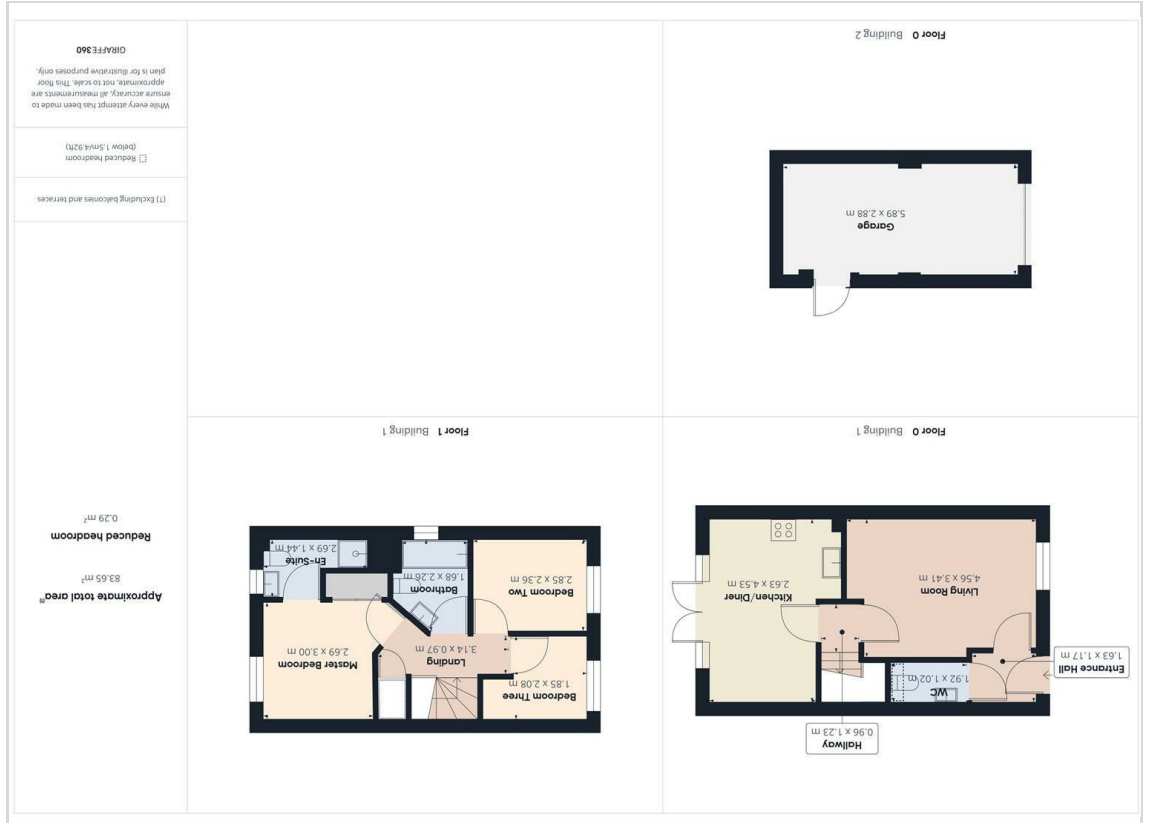 Floor 0 Building 1
Entrance Hall
1.63 x 1.17 m
WC
1.92 x 1.02 m
Hallway
0.96 x 1.23 m
Living Room
4.56 x 3.41 m
Kitchen/Diner
2.63 x 4.53 m
Floor 1 Building 1
Bedroom Three
1.85 x 2.08 m
Landing
3.14 x 0.97 m
Master Bedroom
2.69 x 3.00 m
Bedroom Two
2.85 x 2.36 m
Bathroom
1.68 x 2.26 m
En-Suite
2.69 x 1.44 m
Floor 0 Building 2
Garage
5.89 x 2.88 m
Approximate total area⁽¹⁾
83.65 m²
Reduced headroom
0.29 m²
(1) Excluding balconies and terraces
Reduced headroom
(below 1.5m/4.92ft)
While every attempt has been made to
ensure accuracy, all measurements are
approximate, not to scale. This floor
plan is for illustrative purposes only.
GIRAFFE360